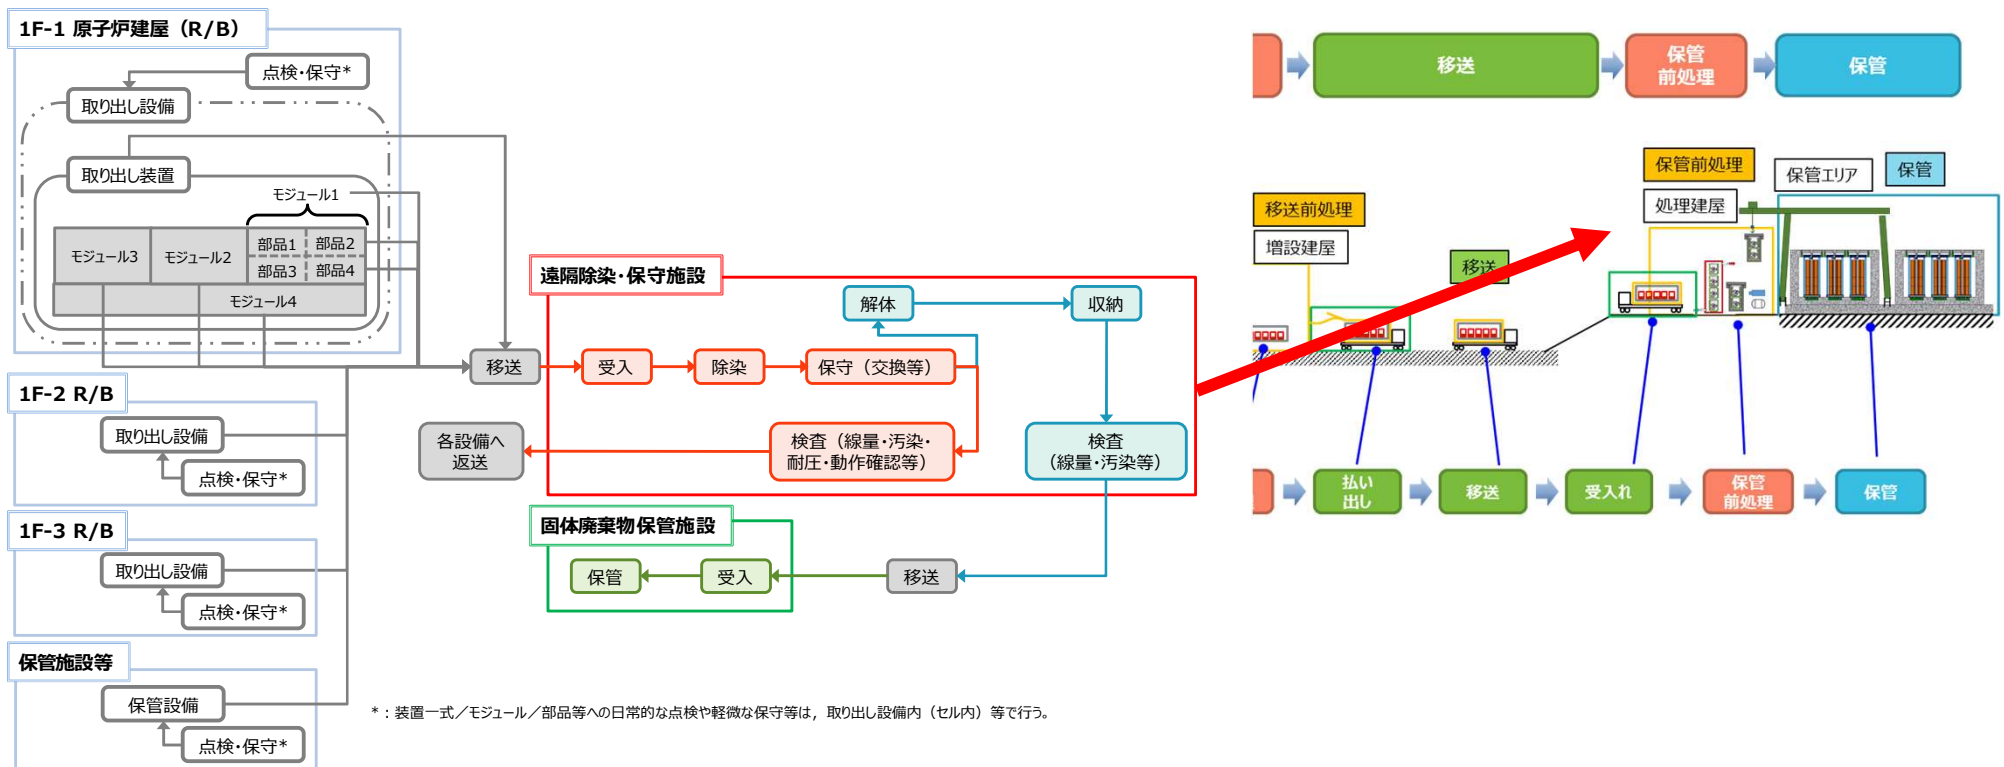 1F-1 原子炉建屋（R/B）
点検・保守*
取り出し設備
取り出し装置
モジュール1
モジュール3
モジュール2
部品1
部品2
部品3
部品4
モジュール4
1F-2 R/B
取り出し設備
点検・保守*
1F-3 R/B
取り出し設備
点検・保守*
保管施設等
保管設備
点検・保守*
移送
各設備へ
返送
遠隔除染・保守施設
解体
収納
受入
除染
保守（交換等）
検査（線量・汚染・
耐圧・動作確認等）
検査
（線量・汚染等）
固体廃棄物保管施設
保管
受入
移送
*：装置一式／モジュール／部品等への日常的な点検や軽微な保守等は，取り出し設備内（セル内）等で行う。
移送
保管
前処理
保管
移送前処理
増設建屋
移送
保管前処理
処理建屋
保管エリア
保管
払い
出し
移送
受入れ
保管
前処理
保管